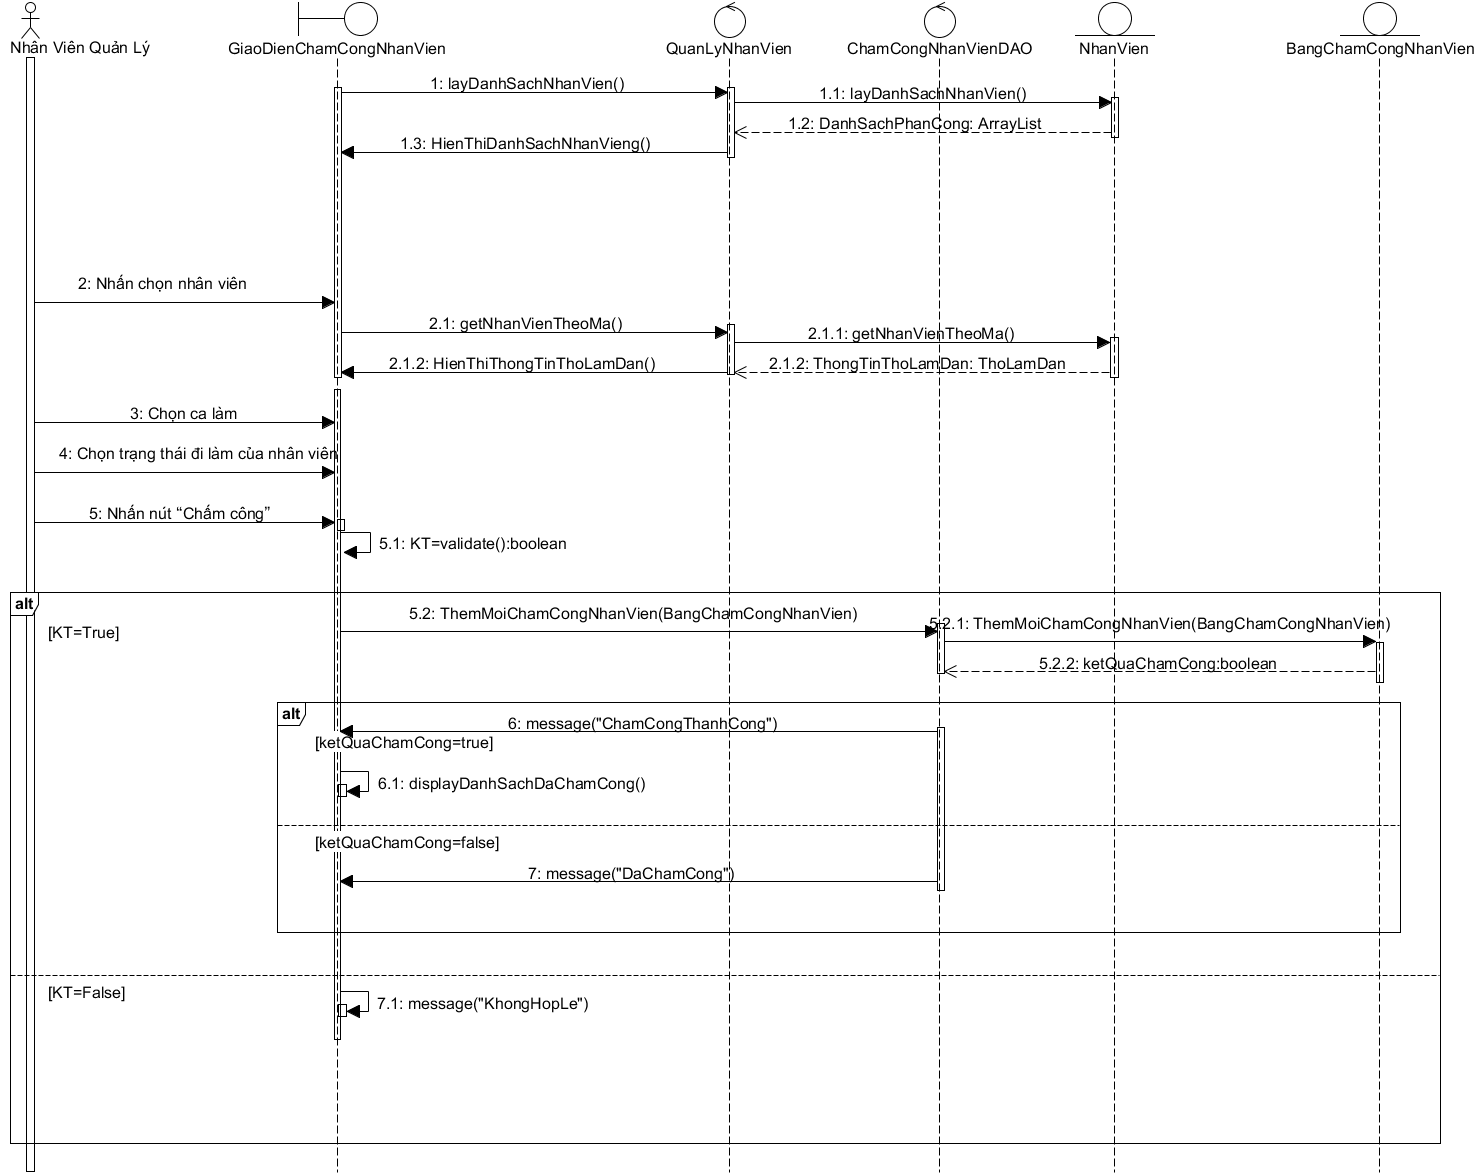 Nhân Viên Quản Lý
GiaoDienChamCongNhanVien
QuanLyNhanVien
ChamCongNhanVienDAO
NhanVien
BangChamCongNhanVien
1: layDanhSachNhanVien()
1.1: layDanhSachNhanVien()
1.2: DanhSachPhanCong: ArrayList
1.3: HienThiDanhSachNhanVieng()
2: Nhấn chọn nhân viên
2.1: getNhanVienTheoMa()
2.1.1: getNhanVienTheoMa()
2.1.2: HienThiThongTinThoLamDan()
2.1.2: ThongTinThoLamDan: ThoLamDan
3: Chọn ca làm
4: Chọn trạng thái đi làm của nhân viên
5: Nhấn nút “Chấm công”
5.1: KT=validate():boolean
alt
[KT=True]
5.2: ThemMoiChamCongNhanVien(BangChamCongNhanVien)
5.2.1: ThemMoiChamCongNhanVien(BangChamCongNhanVien)
5.2.2: ketQuaChamCong:boolean
alt
6: message("ChamCongThanhCong")
[ketQuaChamCong=true]
6.1: displayDanhSachDaChamCong()
[ketQuaChamCong=false]
7: message("DaChamCong")
[KT=False]
7.1: message("KhongHopLe")